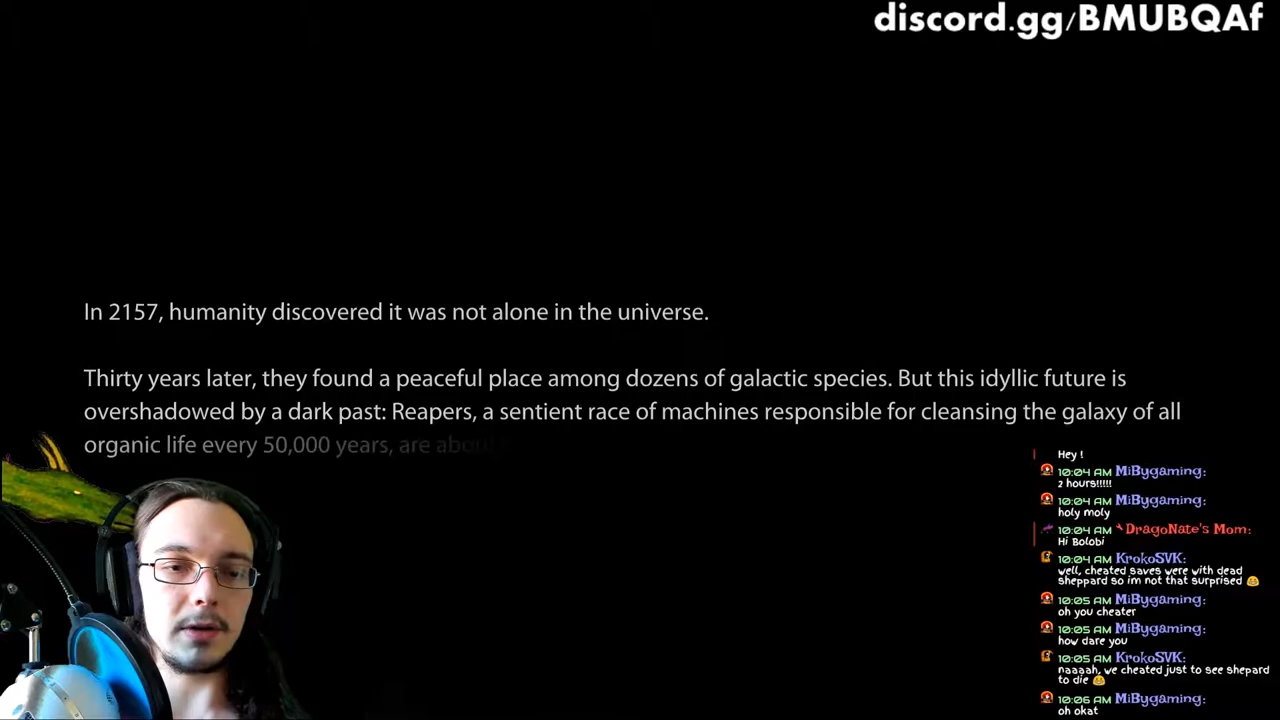 discord.gg/BMUBQAf
In 2157, humanity discovered it was not alone in the universe.
Thirty years later, they found a peaceful place among dozens of galactic species. But this idyllic future is
overshadowed by a dark past: Reapers, a sentient race of machines responsible for cleansing the galaxy of all
organic life every 50,000 years, are about
Hey !
10:04 AM MiBygaming:
2 hours!!!!!
10:04 AM MiBygaming:
holy moly
10:04 AM DragoNate's Mom:
Hi Bolobi
10:04 AM KrokoSVK:
well, cheated saves were with dead
sheppard so im not that surprised 😄
10:05 AM MiBygaming:
oh you cheater
10:05 AM MiBygaming:
how dare you
10:05 AM KrokoSVK:
naaaah, we cheated just to see shepard
to die 😄
10:06 AM MiBygaming:
oh okat